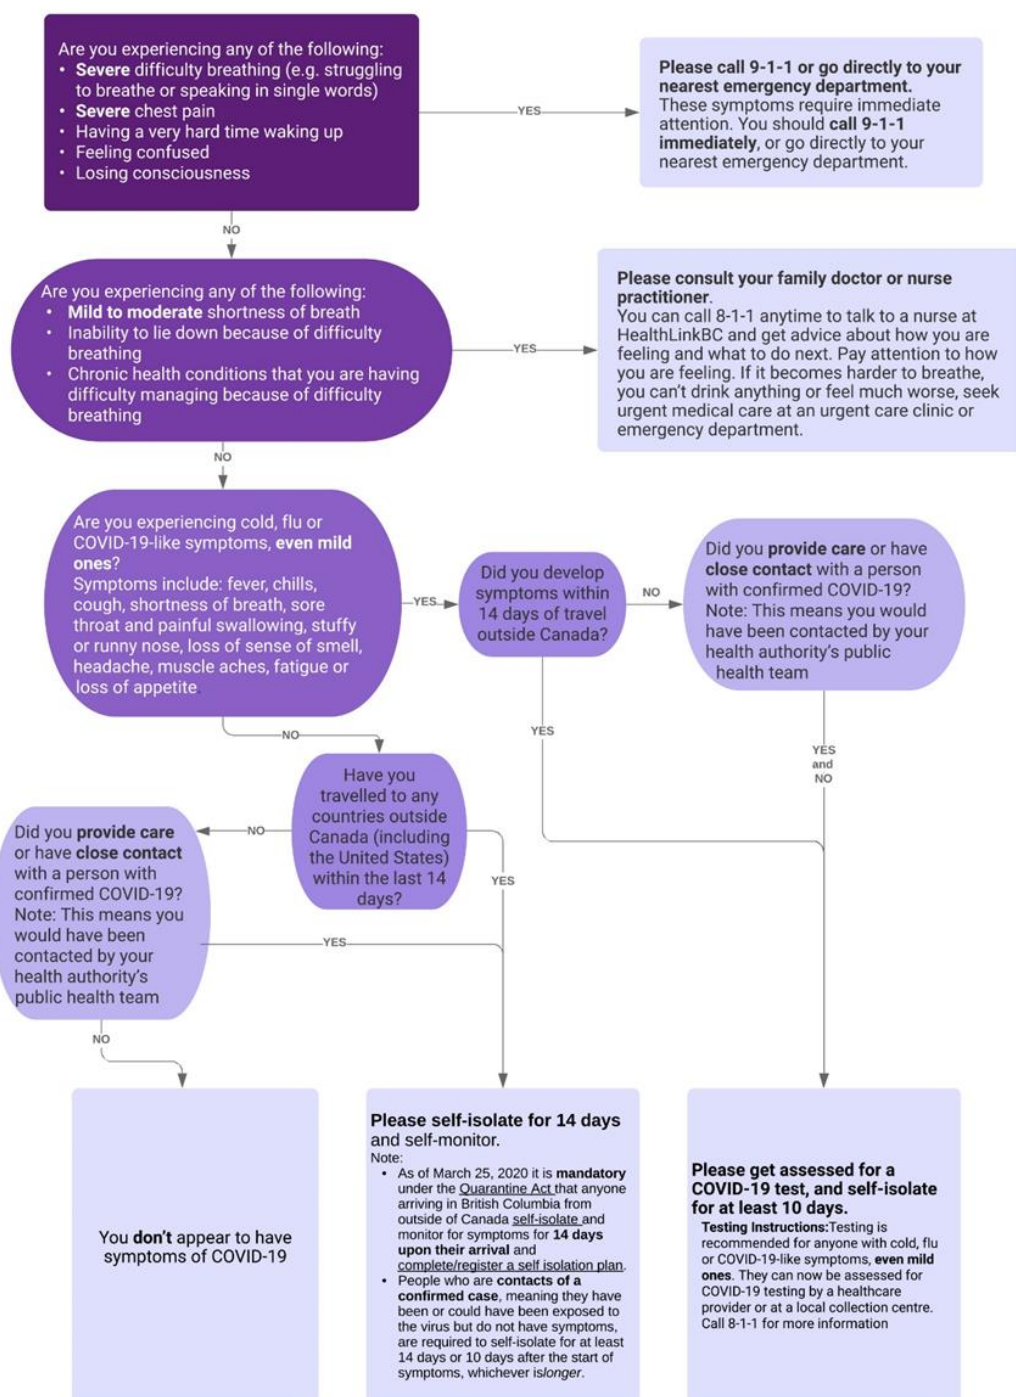 Are you experiencing any of the following:
• Severe difficulty breathing (e.g. struggling
to breathe or speaking in single words)
• Severe chest pain
• Having a very hard time waking up
• Feeling confused
• Losing consciousness
YES
Please call 9-1-1 or go directly to your
nearest emergency department.
These symptoms require immediate
attention. You should call 9-1-1
immediately, or go directly to your
nearest emergency department.
NO
Are you experiencing any of the following:
• Mild to moderate shortness of breath
• Inability to lie down because of difficulty
breathing
• Chronic health conditions that you are having
difficulty managing because of difficulty
breathing
YES
Please consult your family doctor or nurse
practitioner.
You can call 8-1-1 anytime to talk to a nurse at
HealthLinkBC and get advice about how you are
feeling and what to do next. Pay attention to how
you are feeling. If it becomes harder to breathe,
you can't drink anything or feel much worse, seek
urgent medical care at an urgent care clinic or
emergency department.
NO
Are you experiencing cold, flu or
COVID-19-like symptoms, even mild
ones?
Symptoms include: fever, chills,
cough, shortness of breath, sore
throat and painful swallowing, stuffy
or runny nose, loss of sense of smell,
headache, muscle aches, fatigue or
loss of appetite.
YES
Did you develop
symptoms within
14 days of travel
outside Canada?
NO
Did you provide care or have
close contact with a person
with confirmed COVID-19?
Note: This means you would
have been contacted by your
health authority's public
health team
YES
YES
and
NO
NO
Have you
travelled to any
countries outside
Canada (including
the United States)
within the last 14
days?
NO
YES
Did you provide care
or have close contact
with a person with
confirmed COVID-19?
Note: This means you
would have been
contacted by your
health authority's
public health team
YES
NO
You don't appear to have
symptoms of COVID-19
Please self-isolate for 14 days
and self-monitor.
Note:
• As of March 25, 2020 it is mandatory
under the Quarantine Act that anyone
arriving in British Columbia from
outside of Canada self-isolate and
monitor for symptoms for 14 days
upon their arrival and
complete/register a self isolation plan.
• People who are contacts of a
confirmed case, meaning they have
been or could have been exposed to
the virus but do not have symptoms,
are required to self-isolate for at least
14 days or 10 days after the start of
symptoms, whichever islonger.
Please get assessed for a
COVID-19 test, and self-isolate
for at least 10 days.
Testing Instructions:Testing is
recommended for anyone with cold, flu
or COVID-19-like symptoms, even mild
ones. They can now be assessed for
COVID-19 testing by a healthcare
provider or at a local collection centre.
Call 8-1-1 for more information